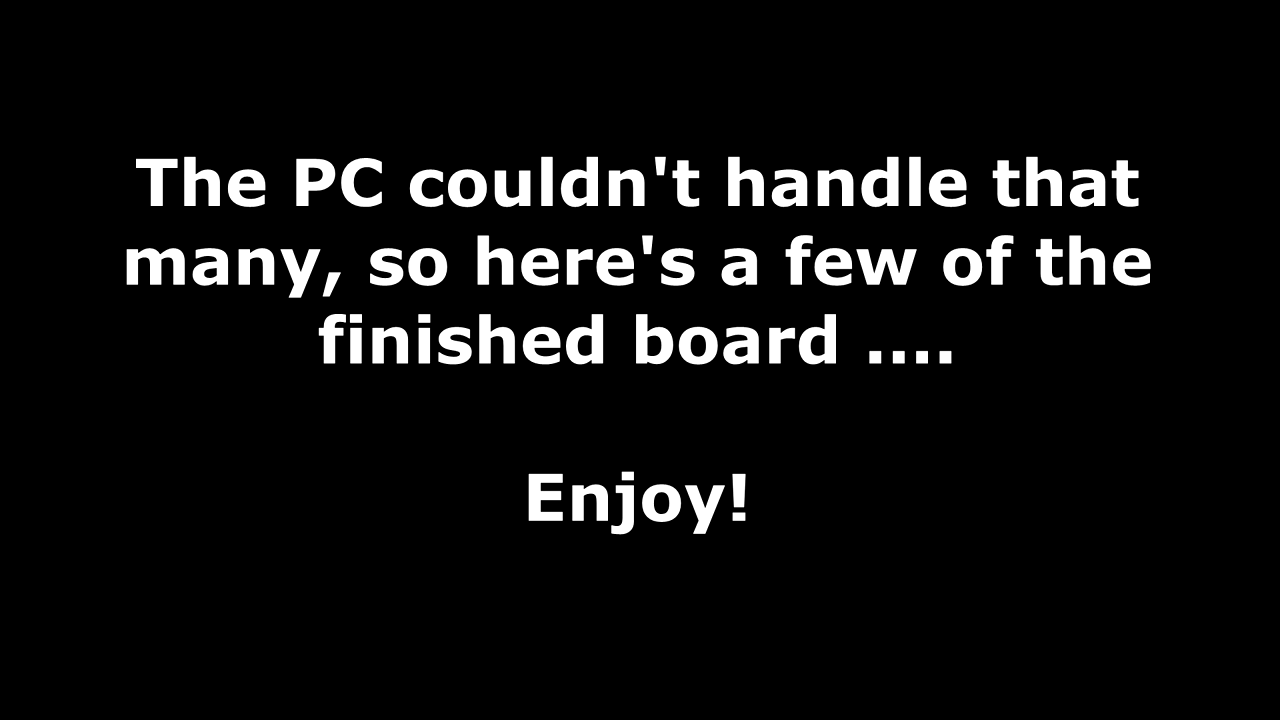 The PC couldn't handle that
many, so here's a few of the
finished board ....
Enjoy!